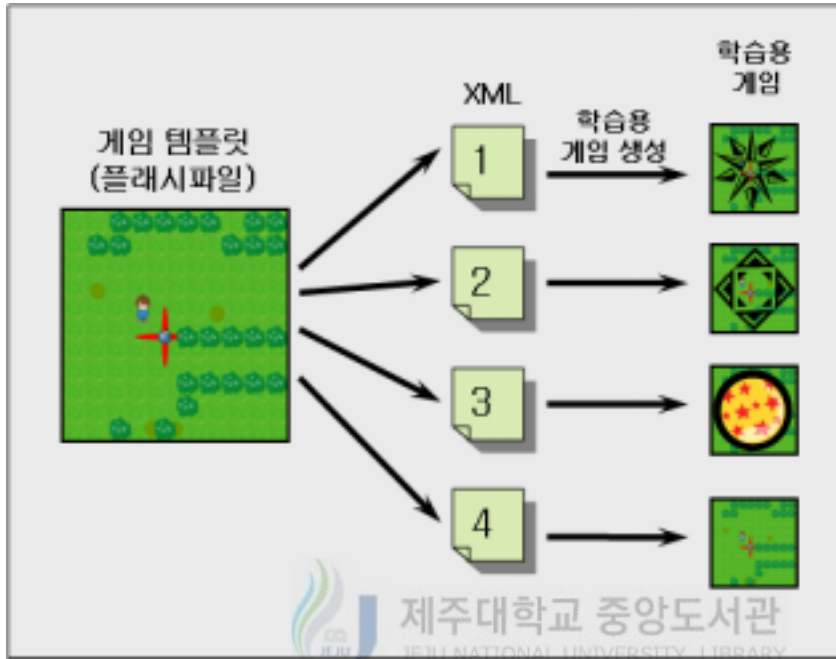 게임 템플릿
(플래시파일)
XML
1
2
3
4
학습용
게임 생성
학습용
게임
제주대학교 중앙도서관
JEJU NATIONAL UNIVERSITY LIBRARY
JEJU